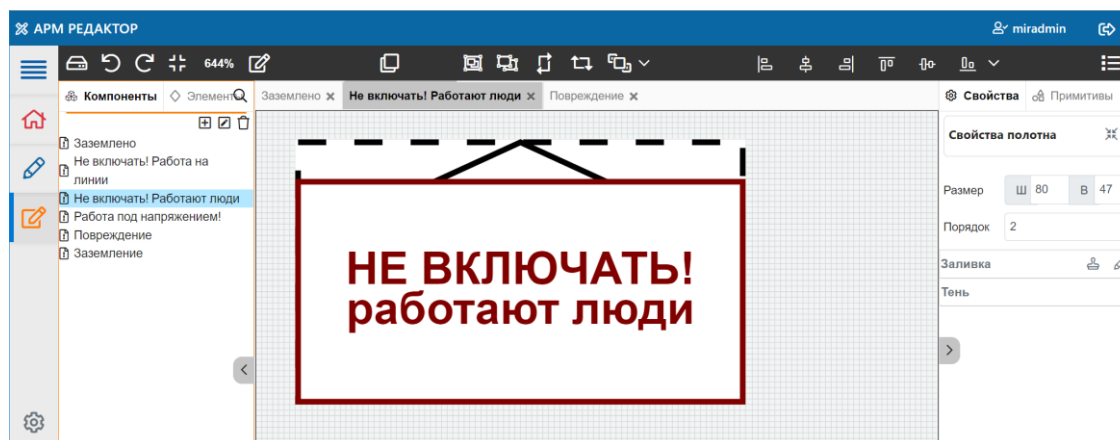 АРМ РЕДАКТОР
miradmin
644%
Компоненты
Элементы
Заземлено
Не включать! Работа на
линии
Не включать! Работают люди
Работа под напряжением!
Повреждение
Заземление
Заземлено
Не включать! Работают люди
Повреждение
НЕ ВКЛЮЧАТЬ!
работают люди
Свойства
Примитивы
Свойства полотна
Размер Ш 80 В 47
Порядок 2
Заливка
Тень